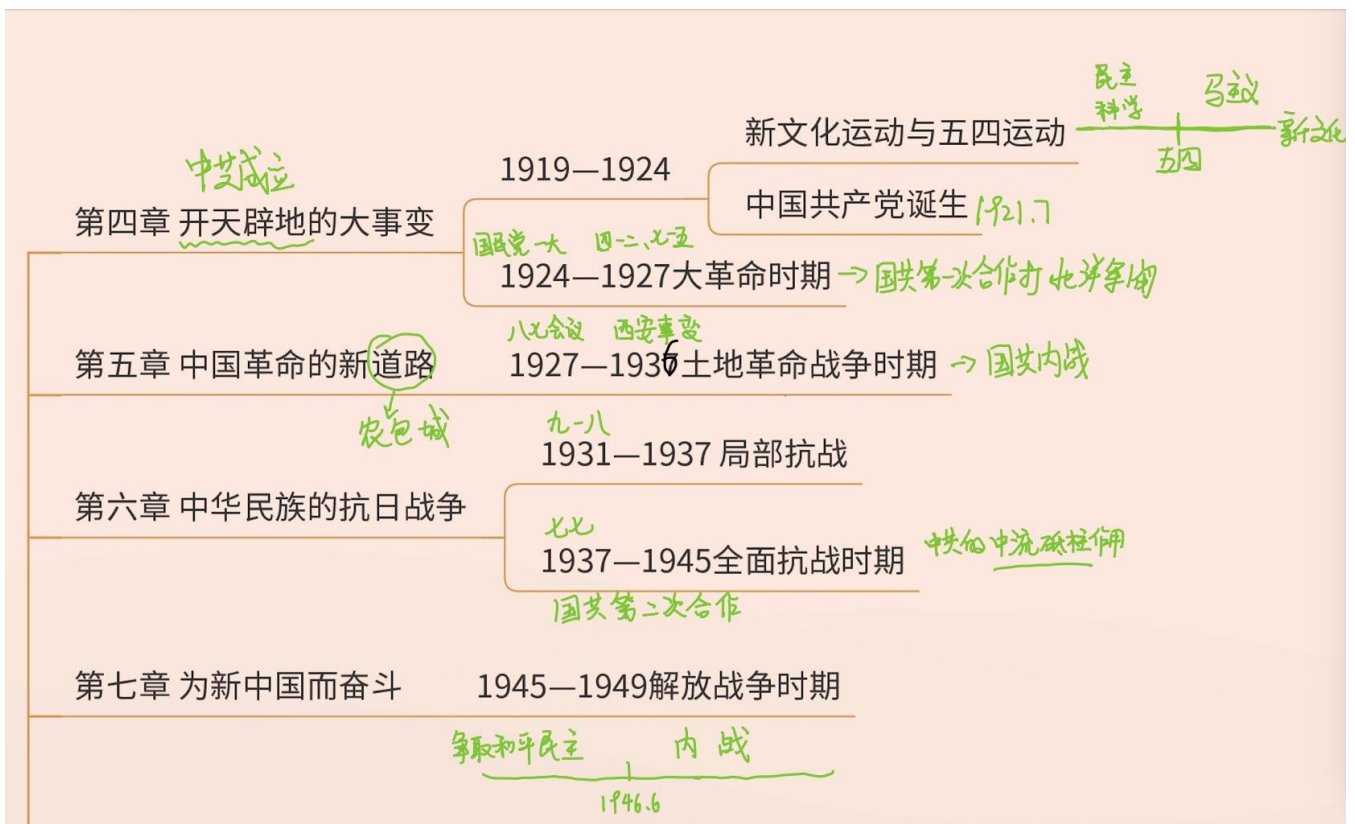 民主
科学
马主义
新文化运动与五四运动
新文化
五四
中共成立
1919—1924
第四章 开天辟地的大事变
中国共产党诞生
1921.7
国民党一大 四一二、七一五
1924—1927大革命时期
→国共第一次合作打北洋军阀
八七会议 西安事变
第五章 中国革命的新道路
1927—1936土地革命战争时期
→国共内战
农包城
九一八
1931—1937 局部抗战
第六章 中华民族的抗日战争
七七
1937—1945全面抗战时期
中共的中流砥柱作用
国共第二次合作
第七章 为新中国而奋斗
1945—1949解放战争时期
争取和平民主 内战
1946.6